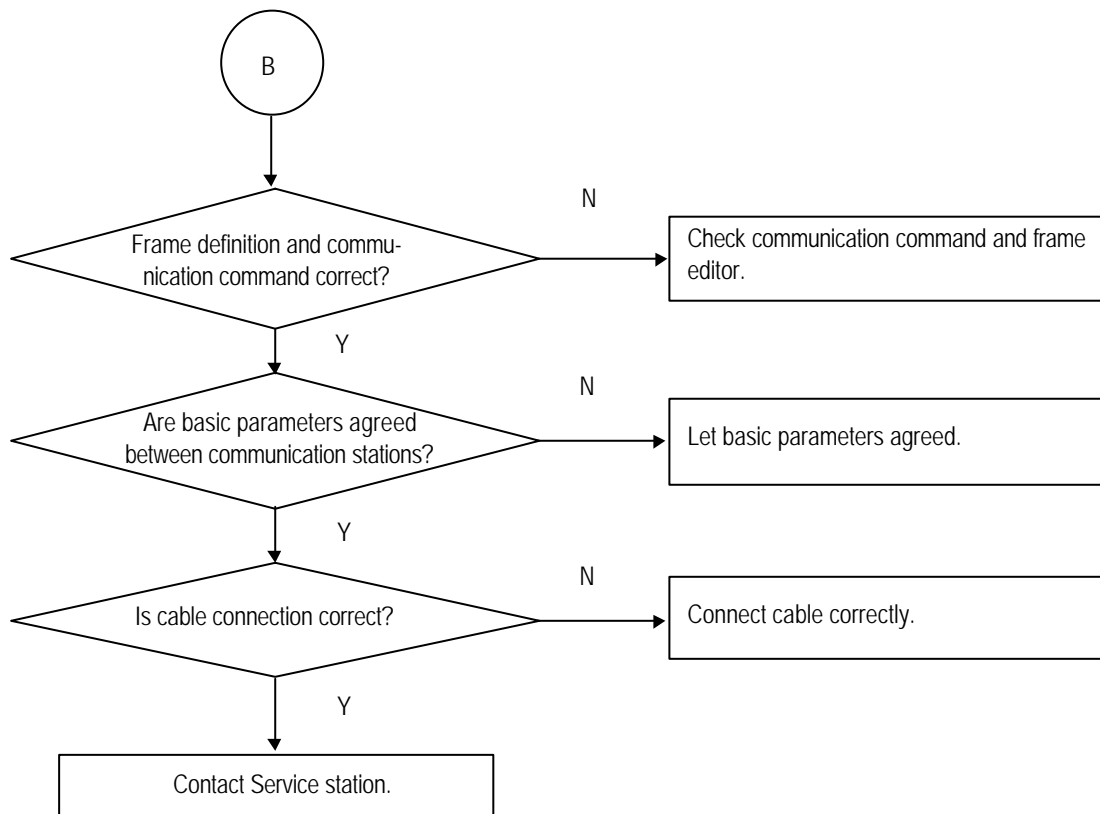 B
N
Frame definition and commu-
nication command correct?
Check communication command and frame
editor.
Y
N
Are basic parameters agreed
between communication stations?
Let basic parameters agreed.
Y
N
Is cable connection correct?
Connect cable correctly.
Y
Contact Service station.